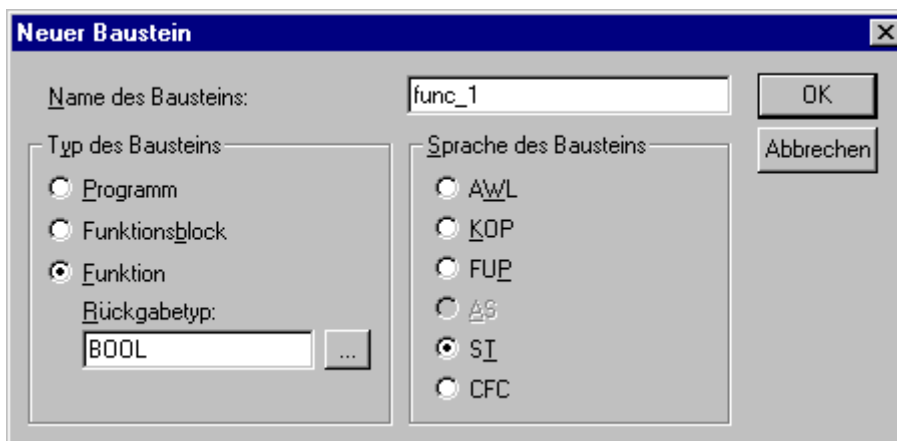 Neuer Baustein
Name des Bausteins: func_1 OK
Abbrechen
Typ des Bausteins
Programm
Funktionsblock
Funktion
Rückgabetyp:
BOOL ...
Sprache des Bausteins
AWL
KOP
FUP
AS
ST
CFC